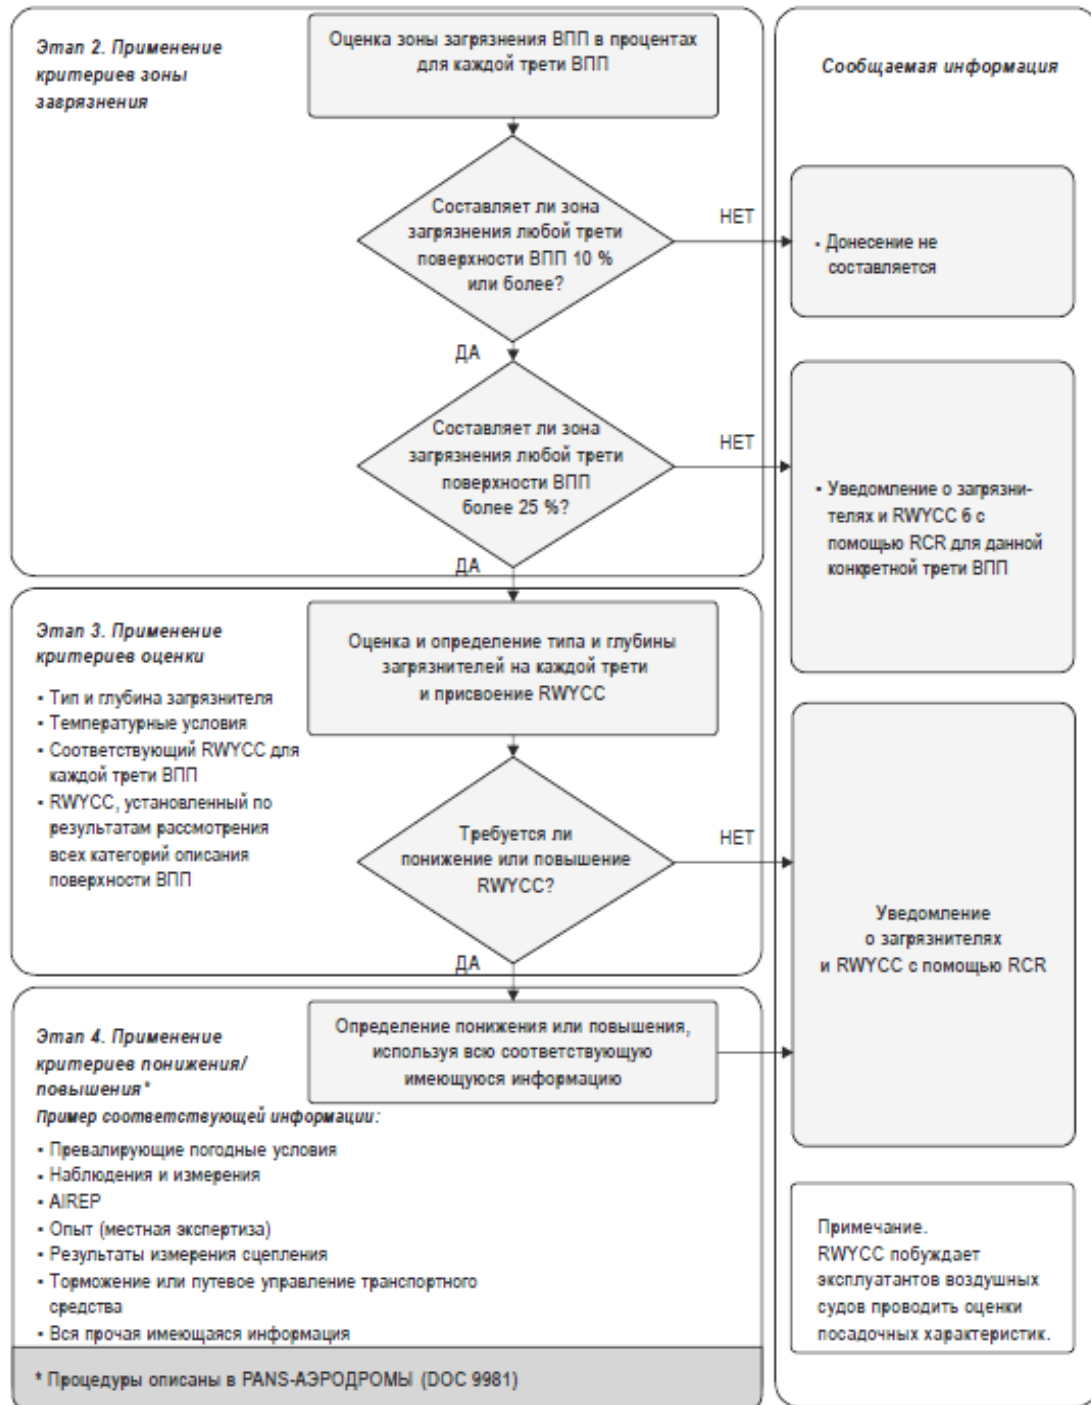 Этап 2. Применение
критериев зоны
загрязнения
Оценка зоны загрязнения ВПП в процентах
для каждой трети ВПП
Сообщаемая информация
Составляет ли зона
загрязнения любой трети
поверхности ВПП 10 %
или более?
НЕТ
▪ Донесение не
составляется
ДА
Составляет ли зона
загрязнения любой трети
поверхности ВПП
более 25 %?
НЕТ
▪ Уведомление о загрязни-
телях и RWYCC 6 с
помощью RCR для данной
конкретной трети ВПП
ДА
Этап 3. Применение
критериев оценки
▪ Тип и глубина загрязнителя
▪ Температурные условия
▪ Соответствующий RWYCC для
каждой трети ВПП
▪ RWYCC, установленный по
результатам рассмотрения
всех категорий описания
поверхности ВПП
Оценка и определение типа и глубины
загрязнителей на каждой трети
и присвоение RWYCC
Требуется ли
понижение или повышение
RWYCC?
НЕТ
Уведомление
о загрязнителях
и RWYCC с помощью RCR
ДА
Этап 4. Применение
критериев понижения/
повышения*
Пример соответствующей информации:
▪ Превалирующие погодные условия
▪ Наблюдения и измерения
▪ AIREP
▪ Опыт (местная экспертиза)
▪ Результаты измерения сцепления
▪ Торможение или путевое управление транспортного
средства
▪ Вся прочая имеющаяся информация
Определение понижения или повышения,
используя всю соответствующую
имеющуюся информацию
Примечание.
RWYCC побуждает
эксплуатантов воздушных
судов проводить оценки
посадочных характеристик.
* Процедуры описаны в PANS-АЭРОДРОМЫ (DOC 9981)